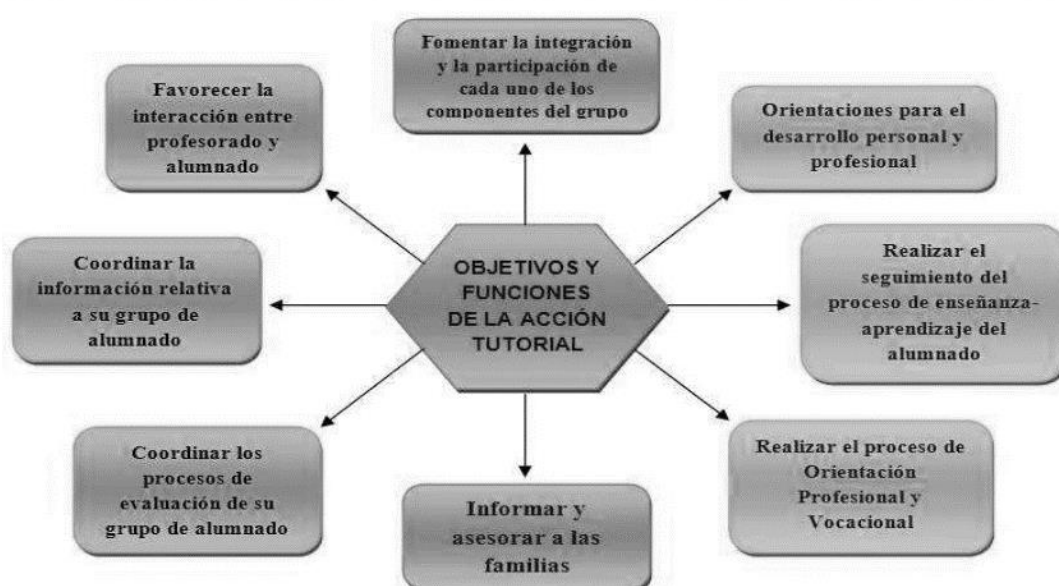 Fomentar la integración
y la participación de
cada uno de los
componentes del grupo
Orientaciones para el
desarrollo personal y
profesional
Realizar el
seguimiento del
proceso de enseñanza-
aprendizaje del
alumnado
Realizar el proceso de
Orientación
Profesional y
Vocacional
Informar y
asesorar a las
familias
Coordinar los
procesos de
evaluación de su
grupo de alumnado
Coordinar la
información relativa
a su grupo de
alumnado
Favorecer la
interacción entre
profesorado y
alumnado
OBJETIVOS Y
FUNCIONES
DE LA ACCIÓN
TUTORIAL